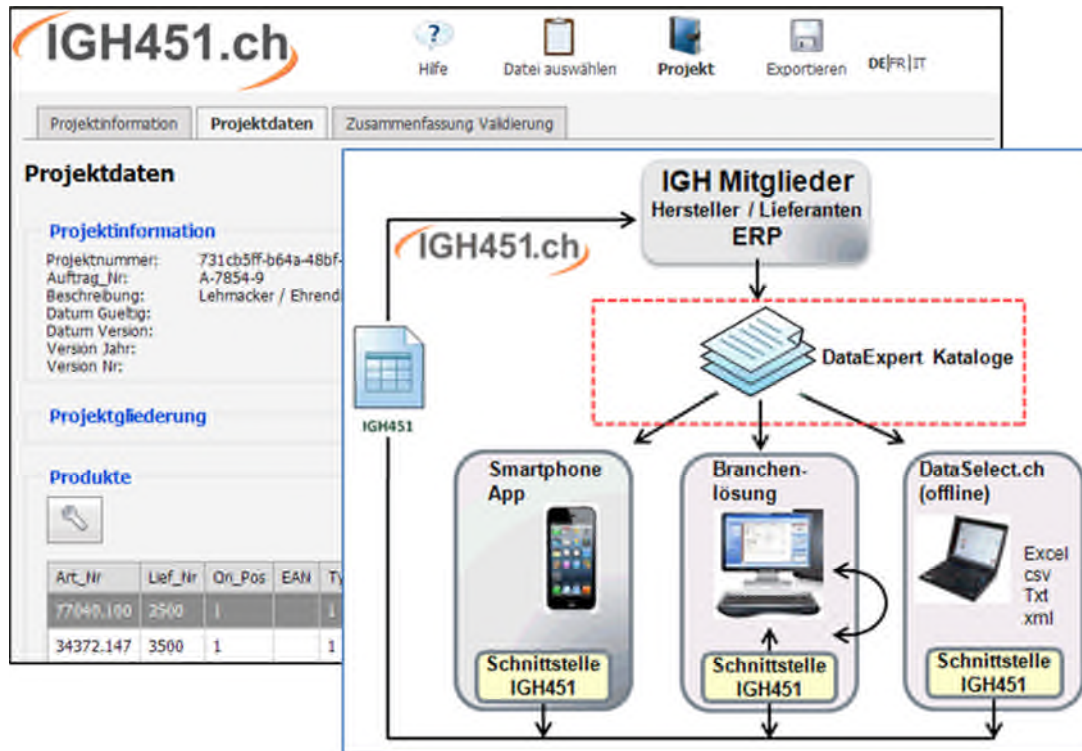 IGH451.ch
Hilfe
Datei auswählen
Projekt
Exportieren
DE|FR|IT
Projektinformation
Projektdaten
Zusammenfassung Validierung
Projektdaten
Projektinformation
Projektnummer: 731cb5ff-b64a-48bf-
Auftrag_Nr: A-7854-9
Beschreibung: Lehmacker /
Datum Gueltig:
Datum Version:
Version Jahr:
Version Nr:
Projektgliederung
Produkte
Art_Nr Lief_Nr On_Pos EAN
77040.100 3500 1 1
34372.147 3500 1 1
IGH Mitglieder
Hersteller / Lieferanten
ERP
IGH451.ch
IGH451
DataExpert Kataloge
Smartphone
App
Schnittstelle
IGH451
Branchen-
lösung
Schnittstelle
IGH451
DataSelect.ch
(offline)
Excel
csv
Txt
xml
Schnittstelle
IGH451